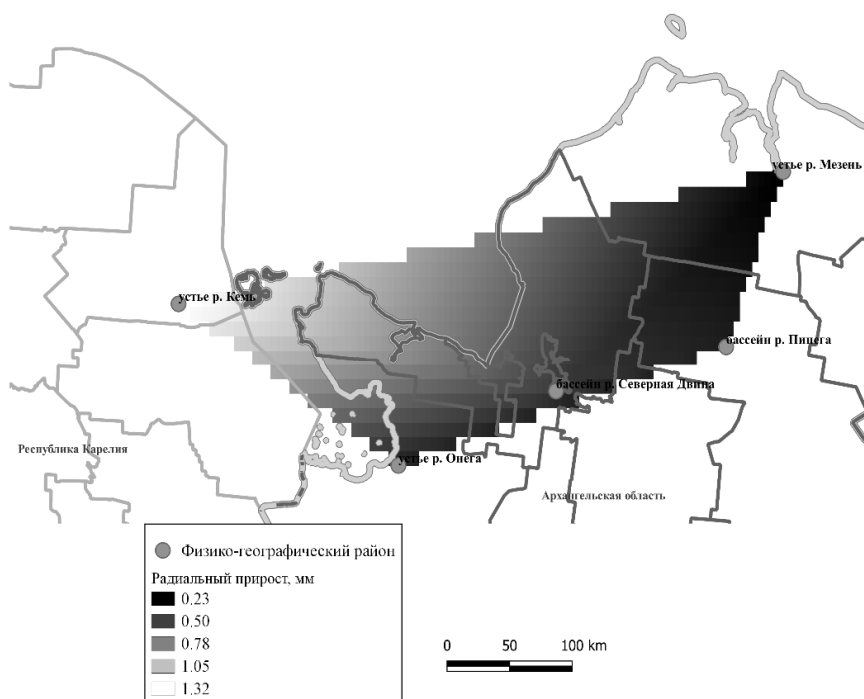 устье р. Мезень
устье р. Кемь
бассейн р. Пинега
бассейн р. Северная Двина
Республика Карелия
устье р. Онега
Архангельская область
Физико-географический район
Радиальный прирост, мм
0.23
0.50
0.78
1.05
1.32
0 50 100 km